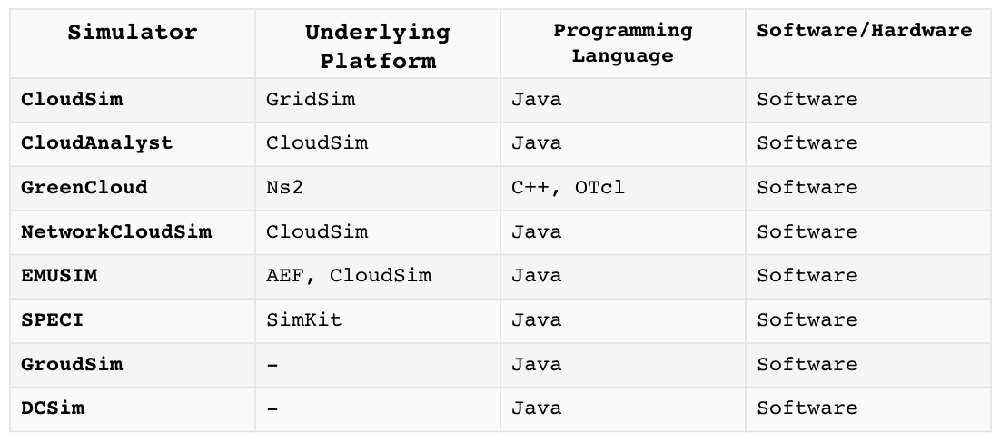 Simulator Underlying Platform Programming Language Software/Hardware
CloudSim GridSim Java Software
CloudAnalyst CloudSim Java Software
GreenCloud Ns2 C++, OTcl Software
NetworkCloudSim CloudSim Java Software
EMUSIM AEF, CloudSim Java Software
SPECI SimKit Java Software
GroudSim – Java Software
DCSim – Java Software